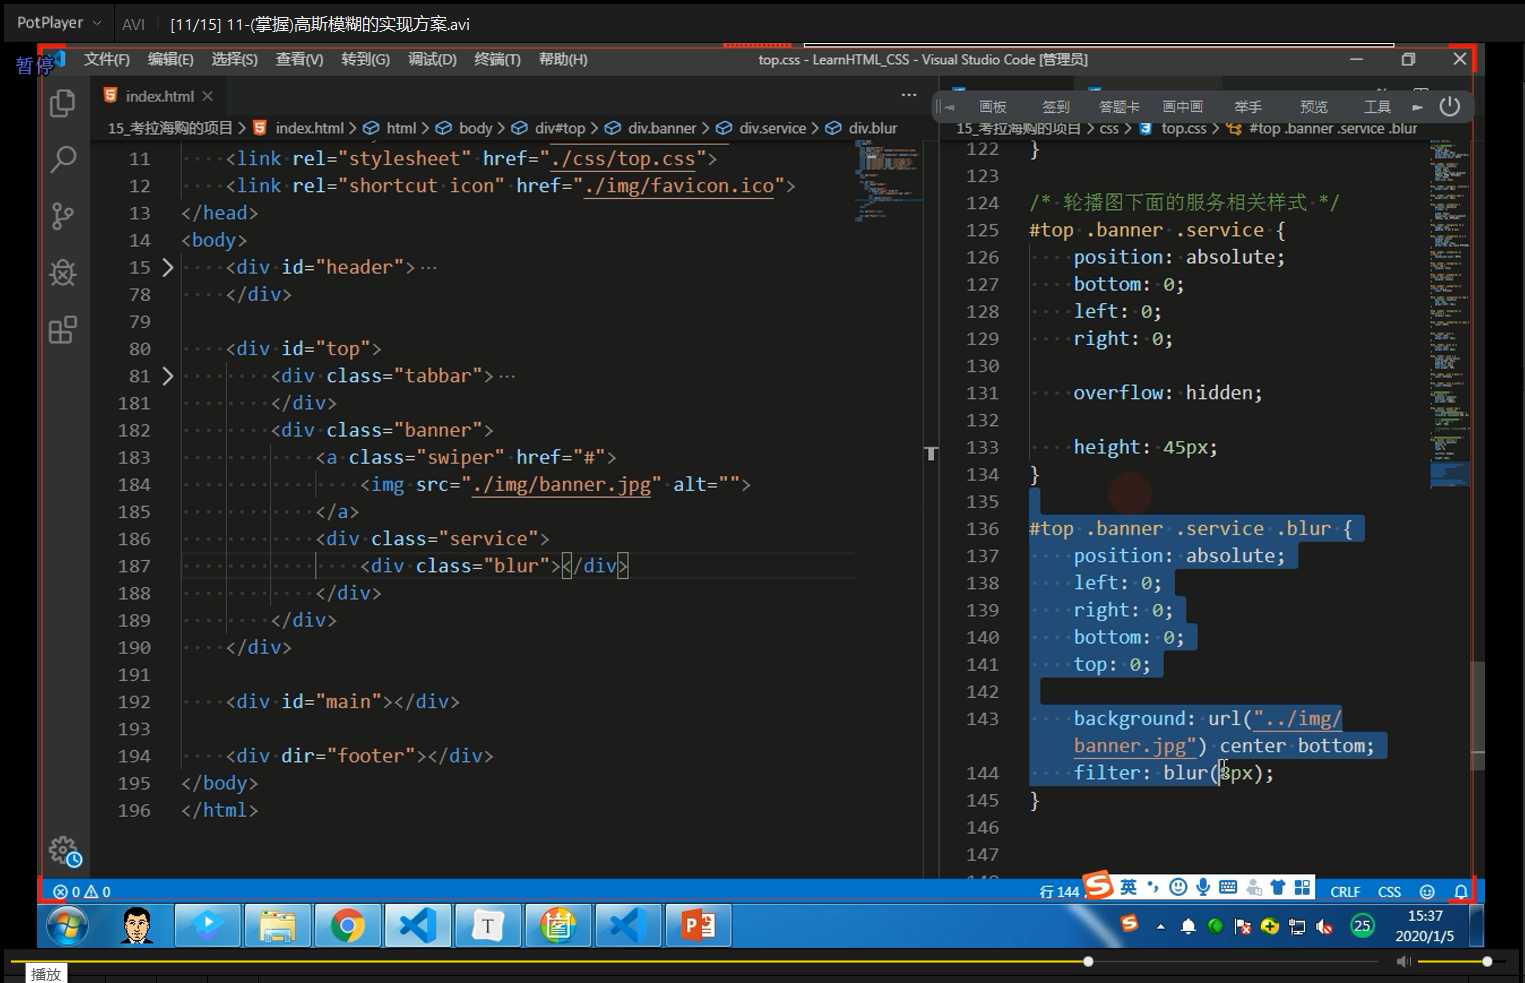 PotPlayer
AVI
[11/15] 11-(掌握)高斯模糊的实现方案.avi
暂停
文件(F) 编辑(E) 选择(S) 查看(V) 转到(G) 调试(D) 终端(T) 帮助(H)
top.css - LearnHTML_CSS - Visual Studio Code [管理员]
index.html
画板 签到 答题卡 画中画 举手 预览 工具
15_考拉海购的项目 > index.html > html > body > div#top > div.banner > div.service > div.blur
11 <link rel="stylesheet" href="./css/top.css">
12 <link rel="shortcut icon" href="./img/favicon.ico">
13 </head>
14 <body>
15 <div id="header">···
78 </div>
79
80 <div id="top">
81 <div class="tabbar">···
181 </div>
182 <div class="banner">
183 <a class="swiper" href="#">
184 <img src="./img/banner.jpg" alt="">
185 </a>
186 <div class="service">
187 <div class="blur"></div>
188 </div>
189 </div>
190 </div>
191
192 <div id="main"></div>
193
194 <div dir="footer"></div>
195 </body>
196 </html>
15_考拉海购的项目 > css > top.css > #top .banner .service .blur
122 }
123
124 /* 轮播图下面的服务相关样式 */
125 #top .banner .service {
126 position: absolute;
127 bottom: 0;
128 left: 0;
129 right: 0;
130
131 overflow: hidden;
132
133 height: 45px;
134 }
135
136 #top .banner .service .blur {
137 position: absolute;
138 left: 0;
139 right: 0;
140 bottom: 0;
141 top: 0;
142
143 background: url("../img/
banner.jpg") center bottom;
144 filter: blur(8px);
145 }
146
147
0 0
行 144
英
CRLF CSS
T
25
15:37
2020/1/5
播放